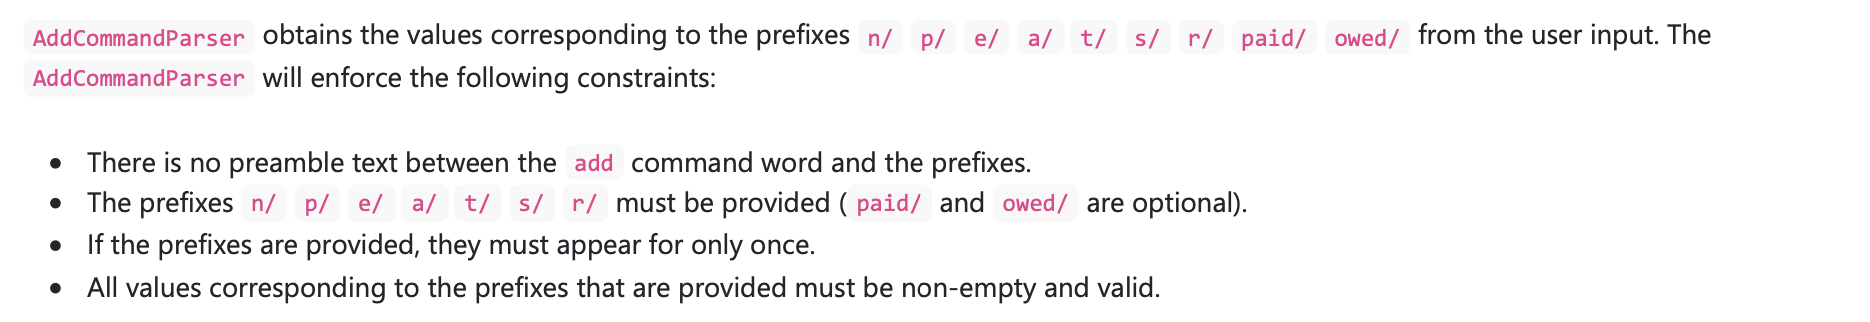 AddCommandParser obtains the values corresponding to the prefixes n/ p/ e/ a/ t/ s/ r/ paid/ owed/ from the user input. The
AddCommandParser will enforce the following constraints:
• There is no preamble text between the add command word and the prefixes.
• The prefixes n/ p/ e/ a/ t/ s/ r/ must be provided ( paid/ and owed/ are optional).
• If the prefixes are provided, they must appear for only once.
• All values corresponding to the prefixes that are provided must be non-empty and valid.